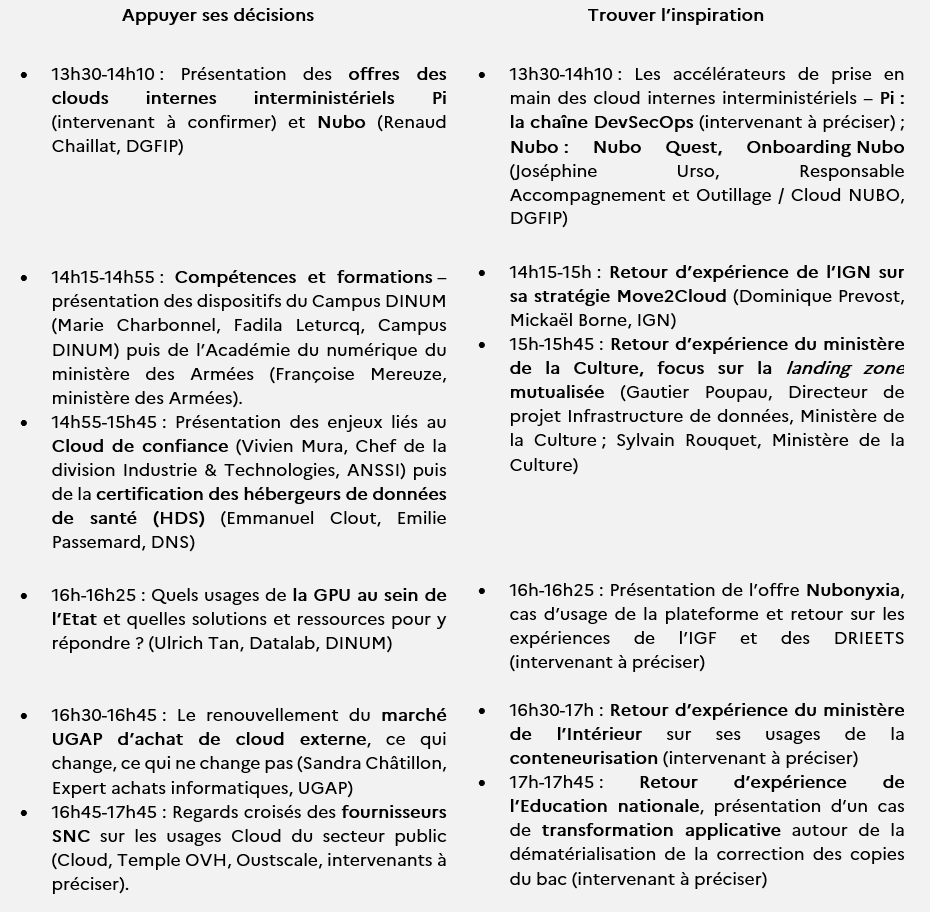 Appuyer ses décisions
• 13h30-14h10 : Présentation des offres des
clouds internes interministériels Pi
(intervenant à confirmer) et Nubo (Renaud
Chaillat, DGFIP)
• 14h15-14h55 : Compétences et formations –
présentation des dispositifs du Campus DINUM
(Marie Charbonnel, Fadila Leturcq, Campus
DINUM) puis de l’Académie du numérique du
ministère des Armées (Françoise Mereuze,
ministère des Armées).
• 14h55-15h45 : Présentation des enjeux liés au
Cloud de confiance (Vivien Mura, Chef de la
division Industrie & Technologies, ANSSI) puis
de la certification des hébergeurs de données
de santé (HDS) (Emmanuel Clout, Emilie
Passemard, DNS)
• 16h-16h25 : Quels usages de la GPU au sein de
l’Etat et quelles solutions et ressources pour y
répondre ? (Ulrich Tan, Datalab, DINUM)
• 16h30-16h45 : Le renouvellement du marché
UGAP d’achat de cloud externe, ce qui
change, ce qui ne change pas (Sandra Châtillon,
Expert achats informatiques, UGAP)
• 16h45-17h45 : Regards croisés des fournisseurs
SNC sur les usages Cloud du secteur public
(Cloud, Temple OVH, Oustscale, intervenants à
préciser).
Trouver l’inspiration
• 13h30-14h10 : Les accélérateurs de prise en
main des cloud internes interministériels – Pi :
la chaîne DevSecOps (intervenant à préciser) ;
Nubo : Nubo Quest, Onboarding Nubo
(Joséphine Urso, Responsable
Accompagnement et Outillage / Cloud NUBO,
DGFIP)
• 14h15-15h : Retour d’expérience de l’IGN sur
sa stratégie Move2Cloud (Dominique Prevost,
Mickaël Borne, IGN)
• 15h-15h45 : Retour d’expérience du ministère
de la Culture, focus sur la landing zone
mutualisée (Gautier Poupau, Directeur de
projet Infrastructure de données, Ministère de
la Culture ; Sylvain Rouquet, Ministère de la
Culture)
• 16h-16h25 : Présentation de l’offre Nubonyxia,
cas d’usage de la plateforme et retour sur les
expériences de l’IGF et des DRIEETS
(intervenant à préciser)
• 16h30-17h : Retour d’expérience du ministère
de l’Intérieur sur ses usages de la
conteneurisation (intervenant à préciser)
• 17h-17h45 : Retour d’expérience de
l’Education nationale, présentation d’un cas
de transformation applicative autour de la
dématérialisation de la correction des copies
du bac (intervenant à préciser)